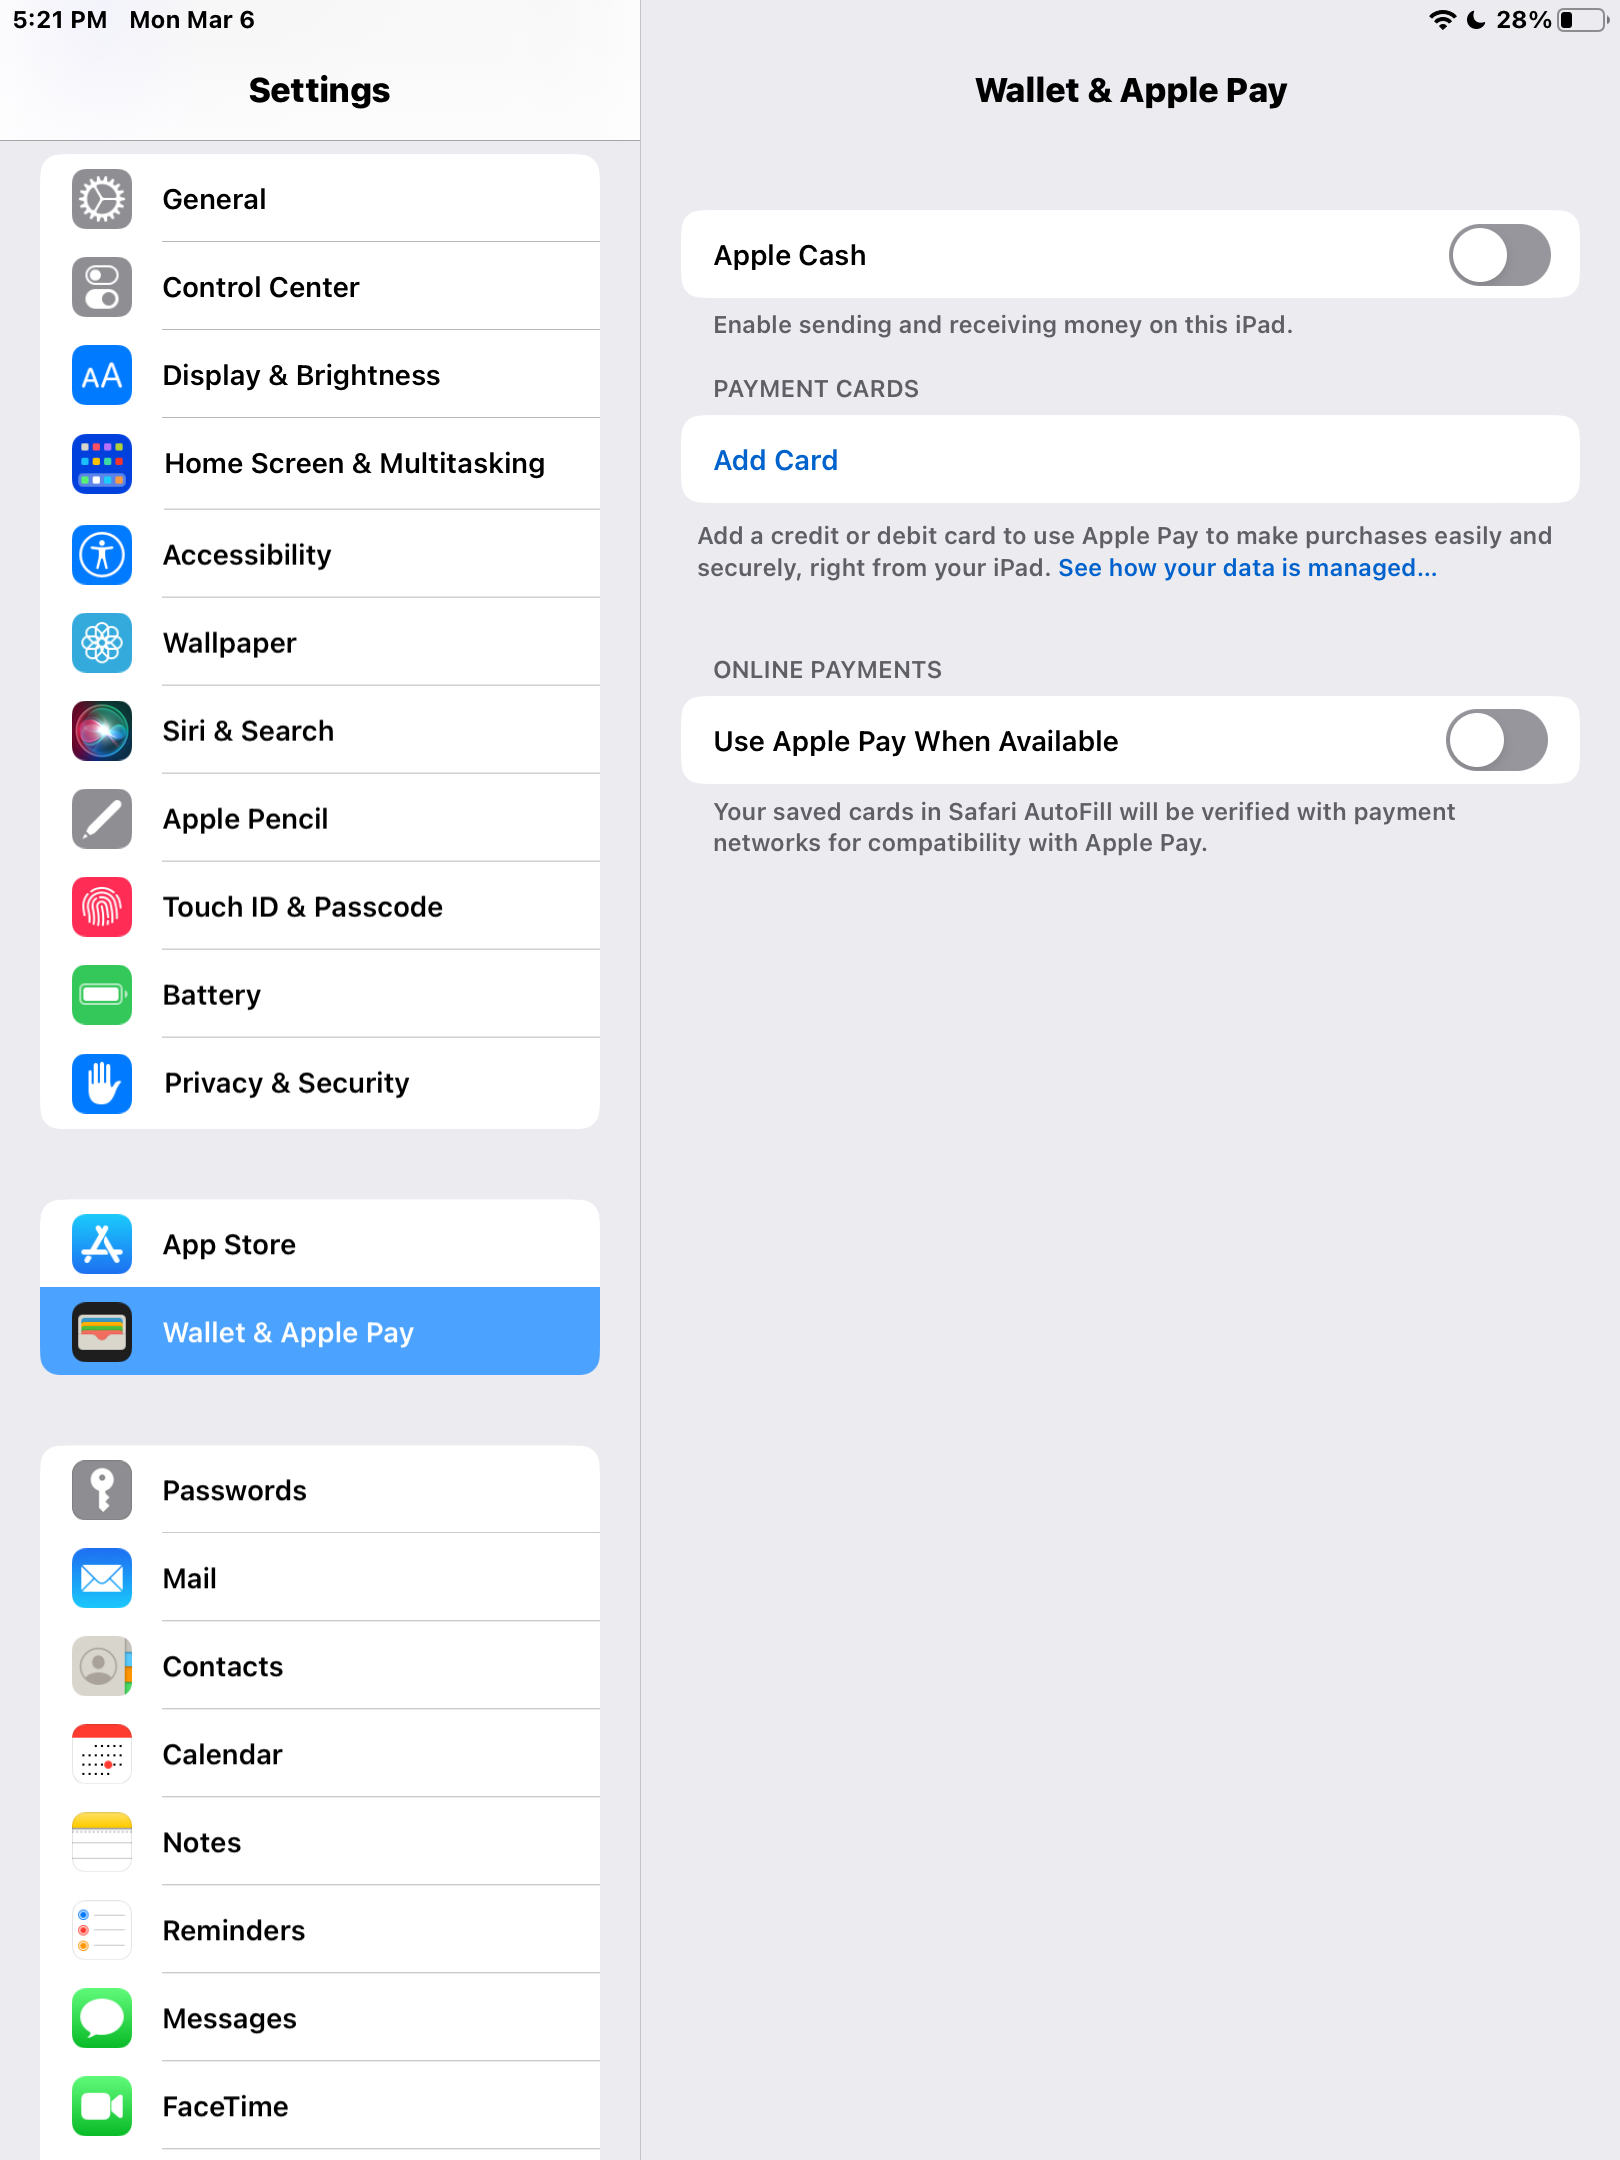 5:21 PM Mon Mar 6
28%
Settings
General
Control Center
AA Display & Brightness
Home Screen & Multitasking
Accessibility
Wallpaper
Siri & Search
Apple Pencil
Touch ID & Passcode
Battery
Privacy & Security
App Store
Wallet & Apple Pay
Passwords
Mail
Contacts
Calendar
Notes
Reminders
Messages
FaceTime
Wallet & Apple Pay
Apple Cash
Enable sending and receiving money on this iPad.
PAYMENT CARDS
Add Card
Add a credit or debit card to use Apple Pay to make purchases easily and
securely, right from your iPad. See how your data is managed...
ONLINE PAYMENTS
Use Apple Pay When Available
Your saved cards in Safari AutoFill will be verified with payment
networks for compatibility with Apple Pay.